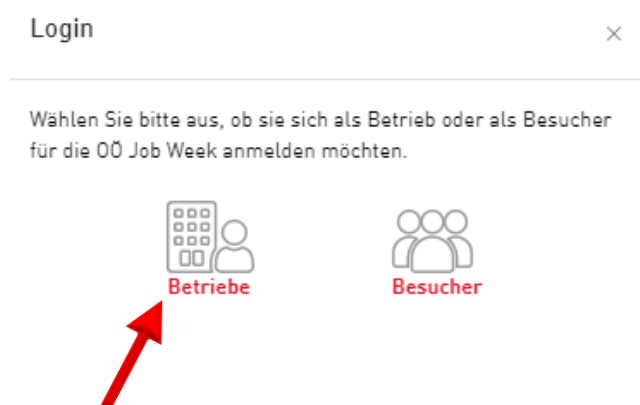 Login
Wählen Sie bitte aus, ob sie sich als Betrieb oder als Besucher
für die OÖ Job Week anmelden möchten.
Betriebe
Besucher